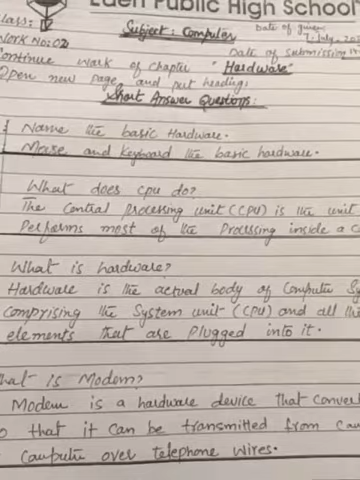 Eden Public High School
Class:
Subject: Computer
Date of given
7-July-
Work No: 02
Date of submission
Continue work of chapter "Hardware"
Open new page and put heading:
Short Answer Questions:
Name the basic Hardware.
Mouse and Keyboard the basic hardware.
What does cpu do?
The Central Processing unit (CPU) is the unit
Performs most of the Processing inside a
What is hardware?
Hardware is the actual body of Computer
comprising the System unit (CPU) and all
elements that are plugged into it.
What is Modem?
Modem is a hardware device that
that it can be transmitted from
over telephone wires.